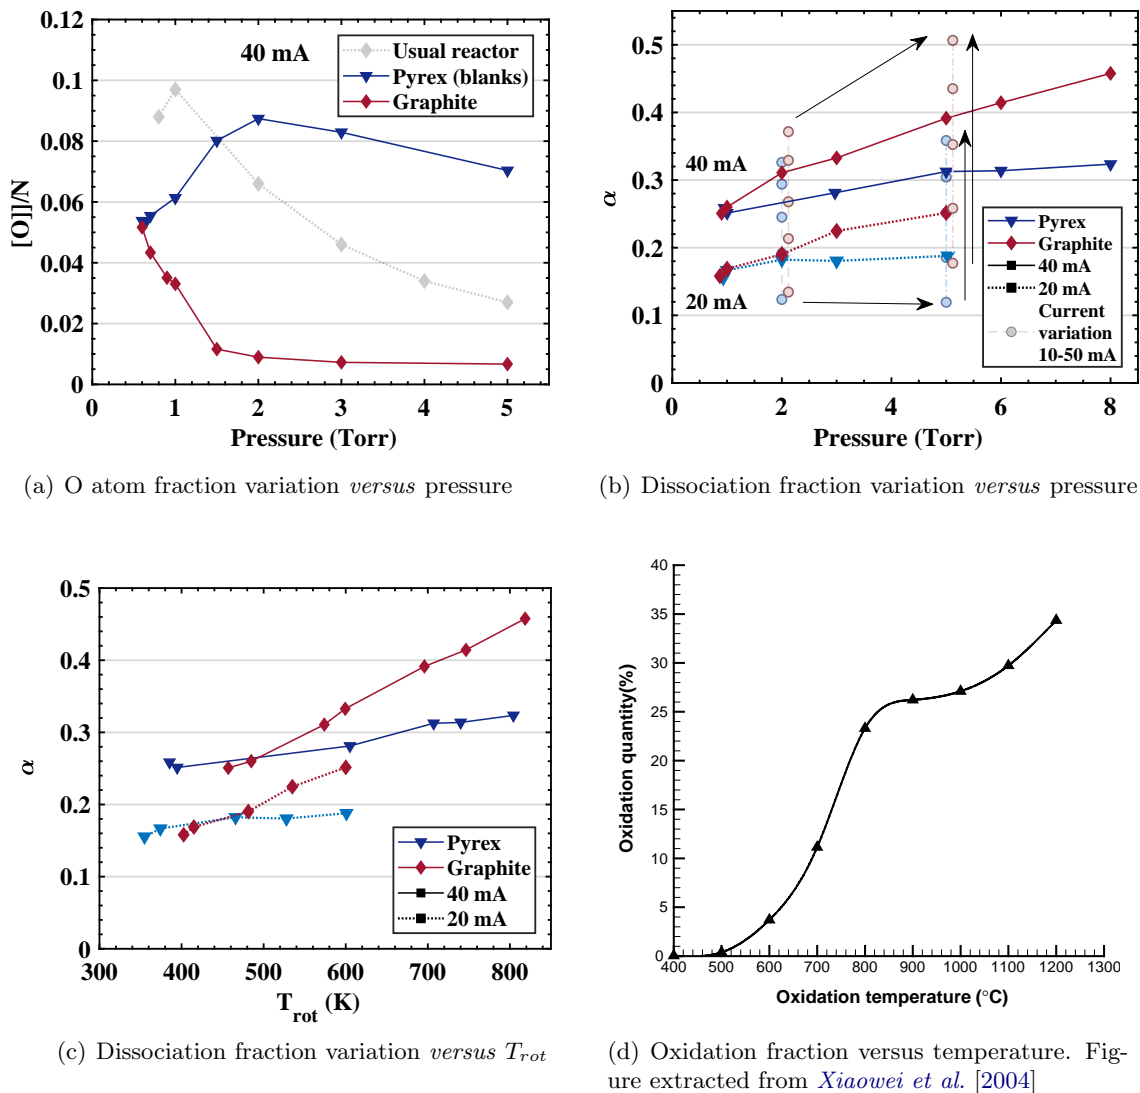 0.12
0.1
0.08
0.06
0.04
0.02
0
[O]]/N
40 mA
Usual reactor
Pyrex (blanks)
Graphite
0 1 2 3 4 5
Pressure (Torr)
(a) O atom fraction variation versus pressure
0.5
0.4
0.3
0.2
0.1
0
α
40 mA
20 mA
Pyrex
Graphite
40 mA
20 mA
Current
variation
10-50 mA
0 2 4 6 8
Pressure (Torr)
(b) Dissociation fraction variation versus pressure
0.5
0.4
0.3
0.2
0.1
0
α
Pyrex
Graphite
40 mA
20 mA
300 400 500 600 700 800
Trot (K)
(c) Dissociation fraction variation versus Trot
40
35
30
25
20
15
10
5
0
Oxidation quantity(%)
400 500 600 700 800 900 1000 1100 1200 1300
Oxidation temperature (°C)
(d) Oxidation fraction versus temperature. Fig-
ure extracted from Xiaowei et al. [2004]